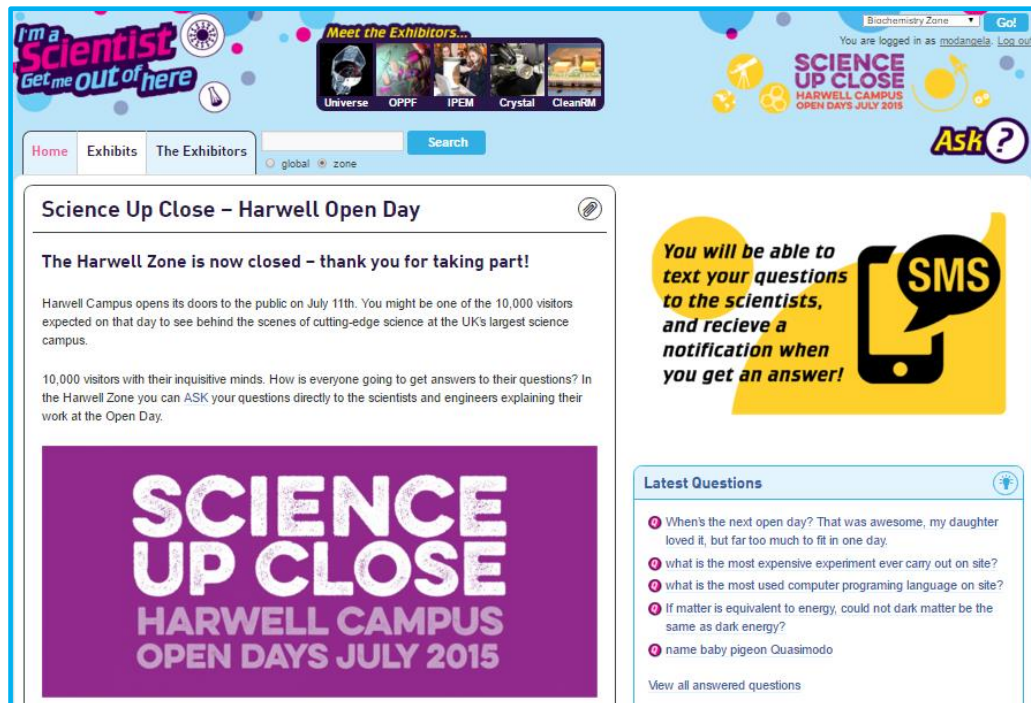 I'm a
Scientist
Get me OUT of here
Meet the Exhibitors...
Universe OPPF IPEM Crystal CleanRM
Biochemistry Zone Go!
You are logged in as modangela. Log out
SCIENCE
UP CLOSE
HARWELL CAMPUS
OPEN DAYS JULY 2015
Home Exhibits The Exhibitors
Search
global zone
Ask ?
Science Up Close – Harwell Open Day
The Harwell Zone is now closed – thank you for taking part!
Harwell Campus opens its doors to the public on July 11th. You might be one of the 10,000 visitors
expected on that day to see behind the scenes of cutting-edge science at the UK's largest science
campus.
10,000 visitors with their inquisitive minds. How is everyone going to get answers to their questions? In
the Harwell Zone you can ASK your questions directly to the scientists and engineers explaining their
work at the Open Day.
SCIENCE
UP CLOSE
HARWELL CAMPUS
OPEN DAYS JULY 2015
You will be able to
text your questions
to the scientists,
and recieve a
notification when
you get an answer!
SMS
Latest Questions
Q When's the next open day? That was awesome, my daughter
loved it, but far too much to fit in one day.
Q what is the most expensive experiment ever carry out on site?
Q what is the most used computer programing language on site?
Q If matter is equivalent to energy, could not dark matter be the
same as dark energy?
Q name baby pigeon Quasimodo
View all answered questions